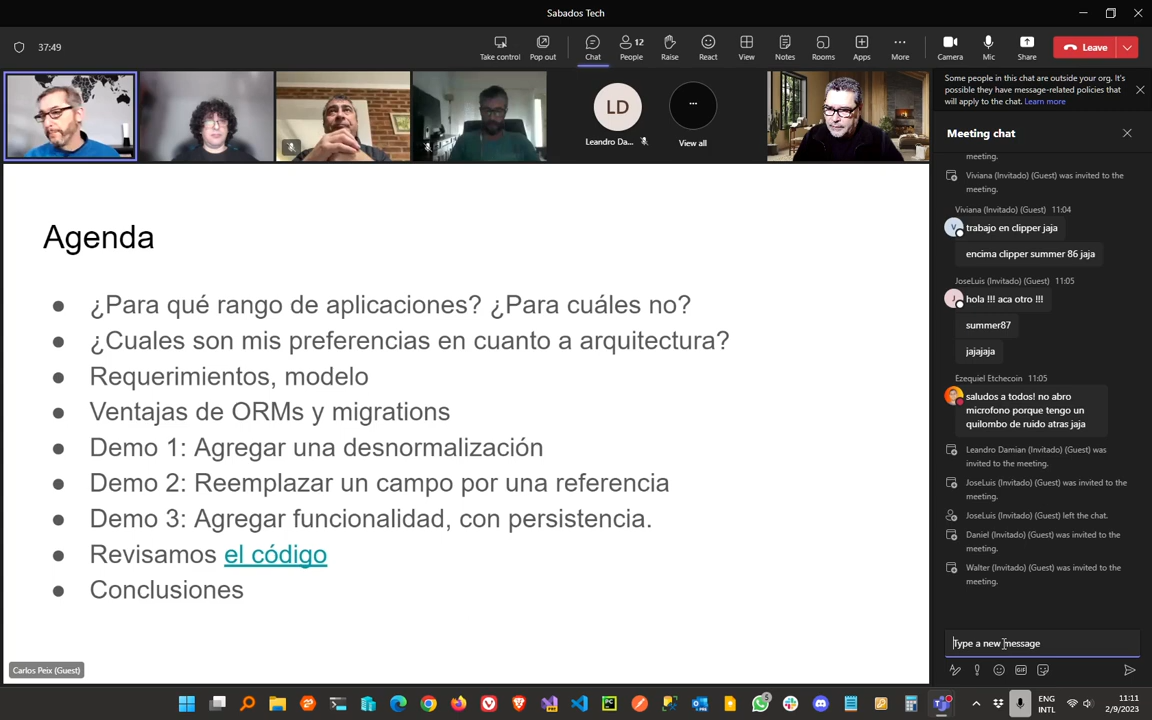 Sabados Tech
37:49
Take control
Pop out
Chat
12
People
Raise
React
View
Notes
Rooms
Apps
More
Camera
Mic
Share
Leave
LD
Leandro Da...
View all
Some people in this chat are outside your org. It's
possible they have message-related policies that
will apply to the chat. Learn more
Meeting chat
meeting.
Viviana (Invitado) (Guest) was invited to the
meeting.
Viviana (Invitado) (Guest) 11:04
V
trabajo en clipper jaja
encima clipper summer 86 jaja
JoseLuis (Invitado) (Guest) 11:05
J
hola !!! aca otro !!!
summer87
jajajaja
Ezequiel Etchecoin 11:05
saludos a todos! no abro
microfono porque tengo un
quilombo de ruido atras jaja
Leandro Damian (Invitado) (Guest) was
invited to the meeting.
JoseLuis (Invitado) (Guest) was invited to the
meeting.
JoseLuis (Invitado) (Guest) left the chat.
Daniel (Invitado) (Guest) was invited to the
meeting.
Walter (Invitado) (Guest) was invited to the
meeting.
Type a new message
GIF
Agenda
¿Para qué rango de aplicaciones? ¿Para cuáles no?
¿Cuales son mis preferencias en cuanto a arquitectura?
Requerimientos, modelo
Ventajas de ORMs y migrations
Demo 1: Agregar una desnormalización
Demo 2: Reemplazar un campo por una referencia
Demo 3: Agregar funcionalidad, con persistencia.
Revisamos el código
Conclusiones
Carlos Peix (Guest)
ENG
INTL
11:11
2/9/2023